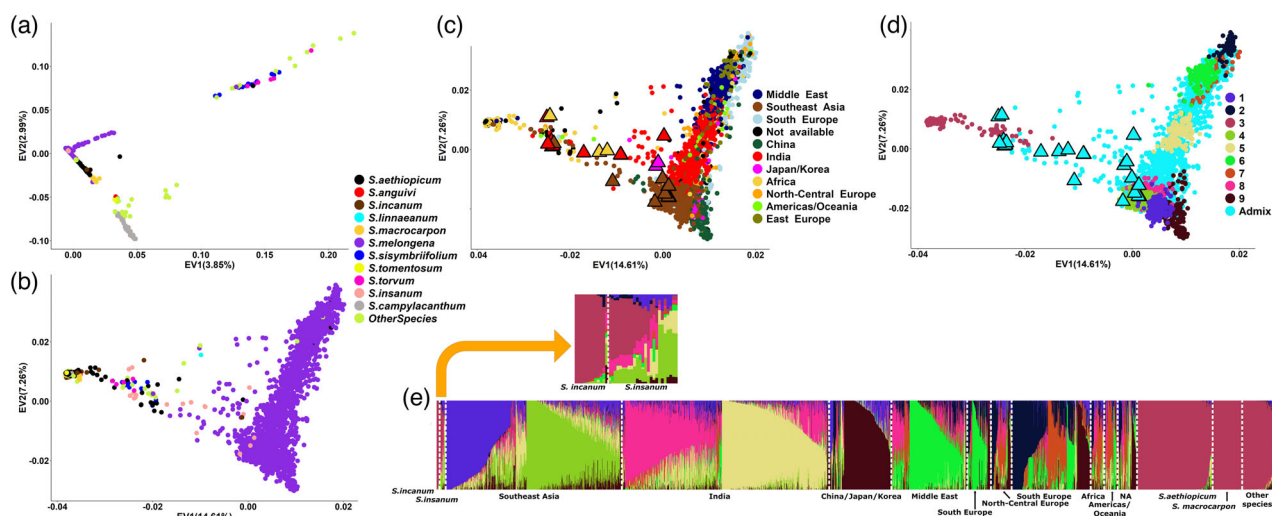 (a)
EV2(2.99%)
0.10
0.05
0.00
-0.05
-0.10
0.00
0.05
0.10
0.15
0.20
EV1(3.85%)
S.aethiopicum
S.anguivi
S.incanum
S.linnaeanum
S.macrocarpon
S.melongena
S.sisymbriifolium
S.tomentosum
S.torvum
S.insanum
S.campylacanthum
OtherSpecies
(b)
EV2(7.26%)
0.02
0.00
-0.02
-0.04
-0.02
0.00
0.02
EV1(14.61%)
(c)
EV2(7.26%)
0.02
0.00
-0.02
-0.04
-0.02
0.00
0.02
EV1(14.61%)
Middle East
Southeast Asia
South Europe
Not available
China
India
Japan/Korea
Africa
North-Central Europe
Americas/Oceania
East Europe
(d)
EV2(7.26%)
0.02
0.00
-0.02
-0.04
-0.02
0.00
0.02
EV1(14.61%)
1
2
3
4
5
6
7
8
9
Admix
S. incanum
S.insanum
(e)
S.incanum
S.insanum
Southeast Asia
India
China/Japan/Korea
Middle East
South Europe
North-Central Europe
South Europe
Africa
Americas/
Oceania
NA
S.aethiopicum
S. macrocarpon
Other
species